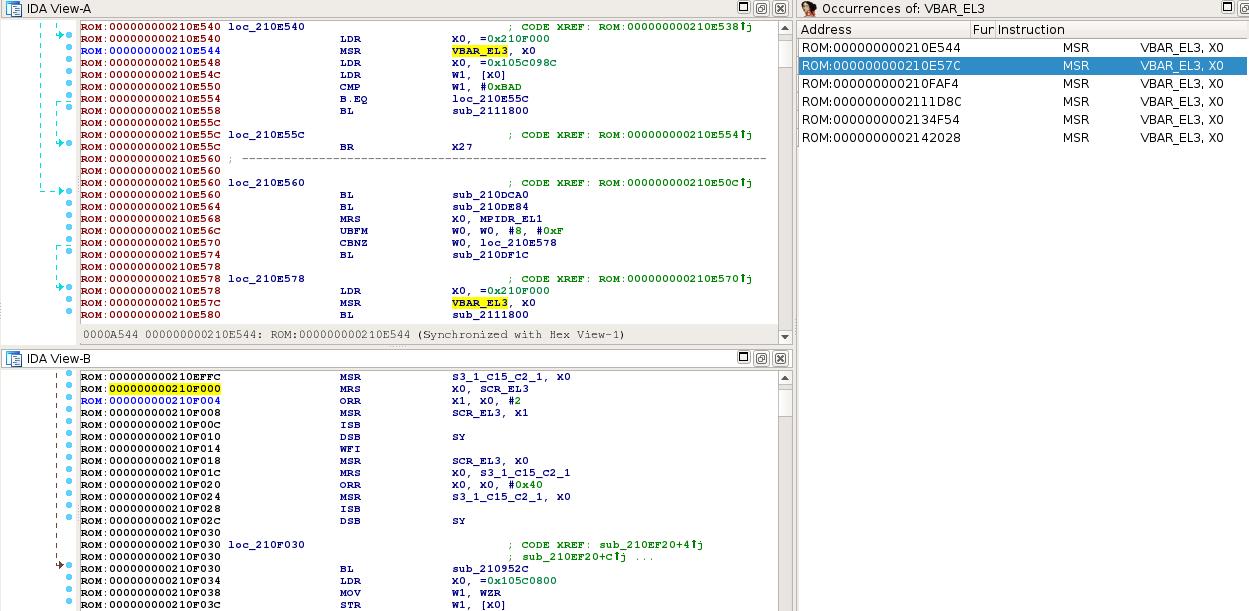 IDA View-A
ROM:000000000210E540 loc_210E540 ; CODE XREF: ROM:000000000210E538↑j
ROM:000000000210E540 LDR X0, =0x210F000
ROM:000000000210E544 MSR VBAR_EL3, X0
ROM:000000000210E548 LDR X0, =0x105C098C
ROM:000000000210E54C LDR W1, [X0]
ROM:000000000210E550 CMP W1, #0xBAD
ROM:000000000210E554 B.EQ loc_210E55C
ROM:000000000210E558 BL sub_2111800
ROM:000000000210E55C
ROM:000000000210E55C loc_210E55C ; CODE XREF: ROM:000000000210E554↑j
ROM:000000000210E55C BR X27
ROM:000000000210E560 ; ---------------------------------------------------------------------------
ROM:000000000210E560
ROM:000000000210E560 loc_210E560 ; CODE XREF: ROM:000000000210E50C↑j
ROM:000000000210E560 BL sub_210DCA0
ROM:000000000210E564 BL sub_210DE84
ROM:000000000210E568 MRS X0, MPIDR_EL1
ROM:000000000210E56C UBFM W0, W0, #8, #0xF
ROM:000000000210E570 CBNZ W0, loc_210E578
ROM:000000000210E574 BL sub_210DF1C
ROM:000000000210E578
ROM:000000000210E578 loc_210E578 ; CODE XREF: ROM:000000000210E570↑j
ROM:000000000210E578 LDR X0, =0x210F000
ROM:000000000210E57C MSR VBAR_EL3, X0
ROM:000000000210E580 BL sub_2111800
0000A544 000000000210E544: ROM:000000000210E544 (Synchronized with Hex View-1)
IDA View-B
ROM:000000000210EFFC MSR S3_1_C15_C2_1, X0
ROM:000000000210F000 MRS X0, SCR_EL3
ROM:000000000210F004 ORR X1, X0, #2
ROM:000000000210F008 MSR SCR_EL3, X1
ROM:000000000210F00C ISB
ROM:000000000210F010 DSB SY
ROM:000000000210F014 WFI
ROM:000000000210F018 MSR SCR_EL3, X0
ROM:000000000210F01C MRS X0, S3_1_C15_C2_1
ROM:000000000210F020 ORR X0, X0, #0x40
ROM:000000000210F024 MSR S3_1_C15_C2_1, X0
ROM:000000000210F028 ISB
ROM:000000000210F02C DSB SY
ROM:000000000210F030
ROM:000000000210F030 loc_210F030 ; CODE XREF: sub_210EF20+4↑j
ROM:000000000210F030 ; sub_210EF20+C↑j ...
ROM:000000000210F030 BL sub_210952C
ROM:000000000210F034 LDR X0, =0x105C0800
ROM:000000000210F038 MOV W1, WZR
ROM:000000000210F03C STR W1, [X0]
Occurrences of: VBAR_EL3
Address Fur Instruction
ROM:000000000210E544 MSR VBAR_EL3, X0
ROM:000000000210E57C MSR VBAR_EL3, X0
ROM:000000000210FAF4 MSR VBAR_EL3, X0
ROM:0000000002111D8C MSR VBAR_EL3, X0
ROM:0000000002134F54 MSR VBAR_EL3, X0
ROM:0000000002142028 MSR VBAR_EL3, X0